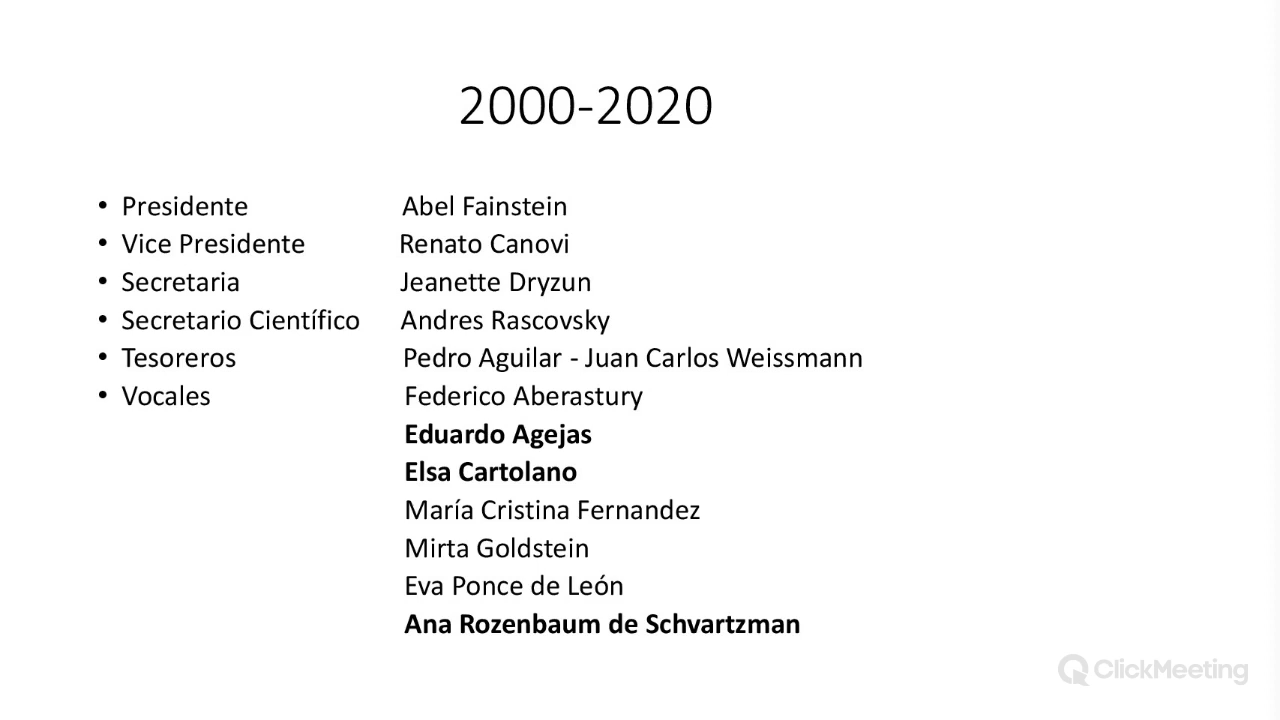 2000-2020
• Presidente Abel Fainstein
• Vice Presidente Renato Canovi
• Secretaria Jeanette Dryzun
• Secretario Científico Andres Rascovsky
• Tesoreros Pedro Aguilar - Juan Carlos Weissmann
• Vocales Federico Aberastury
Eduardo Agejas
Elsa Cartolano
María Cristina Fernandez
Mirta Goldstein
Eva Ponce de León
Ana Rozenbaum de Schvartzman
ClickMeeting